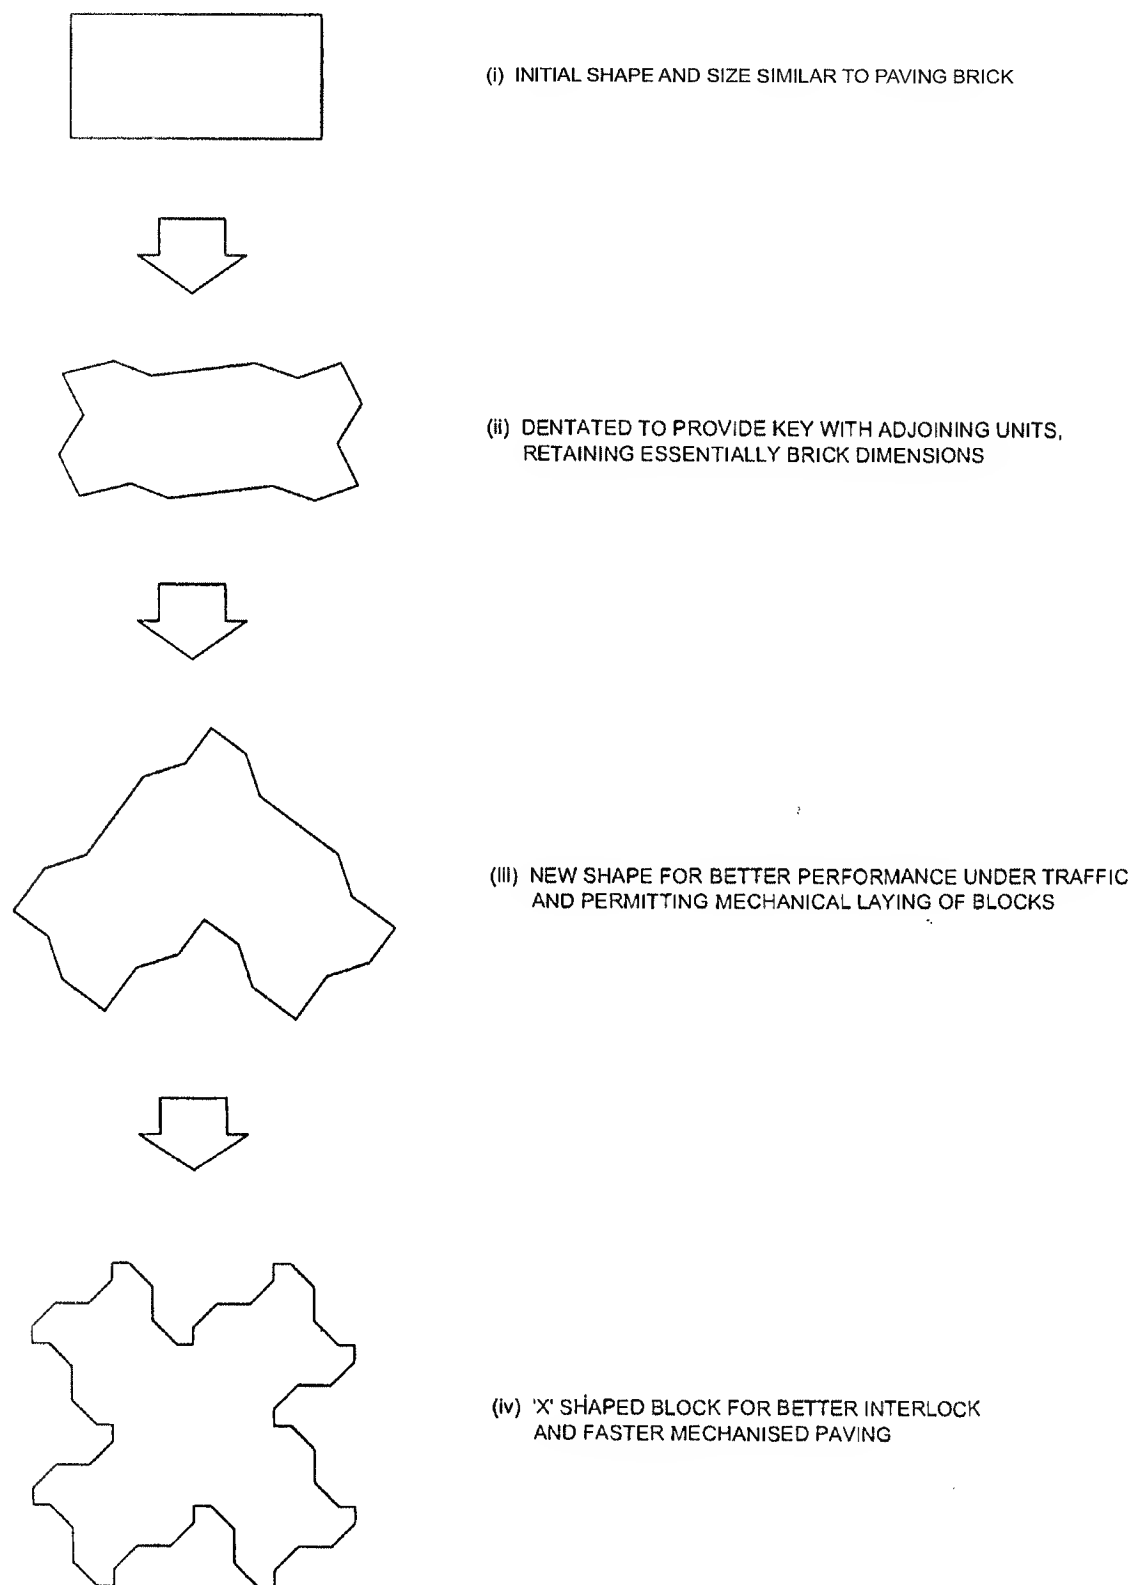 (i) INITIAL SHAPE AND SIZE SIMILAR TO PAVING BRICK
(ii) DENTATED TO PROVIDE KEY WITH ADJOINING UNITS,
RETAINING ESSENTIALLY BRICK DIMENSIONS
(iii) NEW SHAPE FOR BETTER PERFORMANCE UNDER TRAFFIC
AND PERMITTING MECHANICAL LAYING OF BLOCKS
(iv) 'X' SHAPED BLOCK FOR BETTER INTERLOCK
AND FASTER MECHANISED PAVING